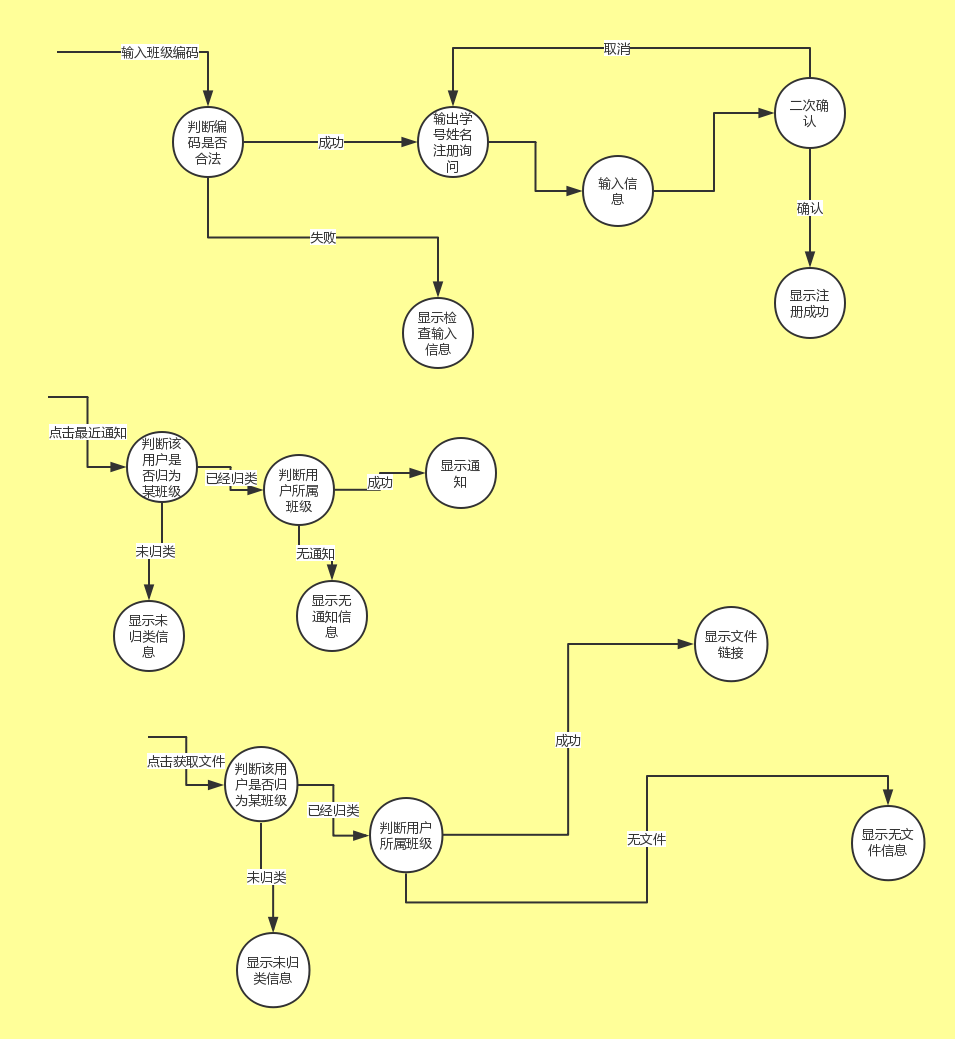 输入班级编码
取消
判断编
码是否
合法
成功
输出学
号姓名
注册询
问
输入信
息
二次确
认
确认
显示注
册成功
失败
显示检
查输入
信息
点击最近通知
判断该
用户是
否归为
某班级
已经归类
判断用
户所属
班级
成功
显示通
知
未归类
无通知
显示未
归类信
息
显示无
通知信
息
显示文件
链接
点击获取文件
判断该用
户是否归
为某班级
已经归类
判断用户
所属班级
成功
无文件
显示无文
件信息
未归类
显示未归
类信息